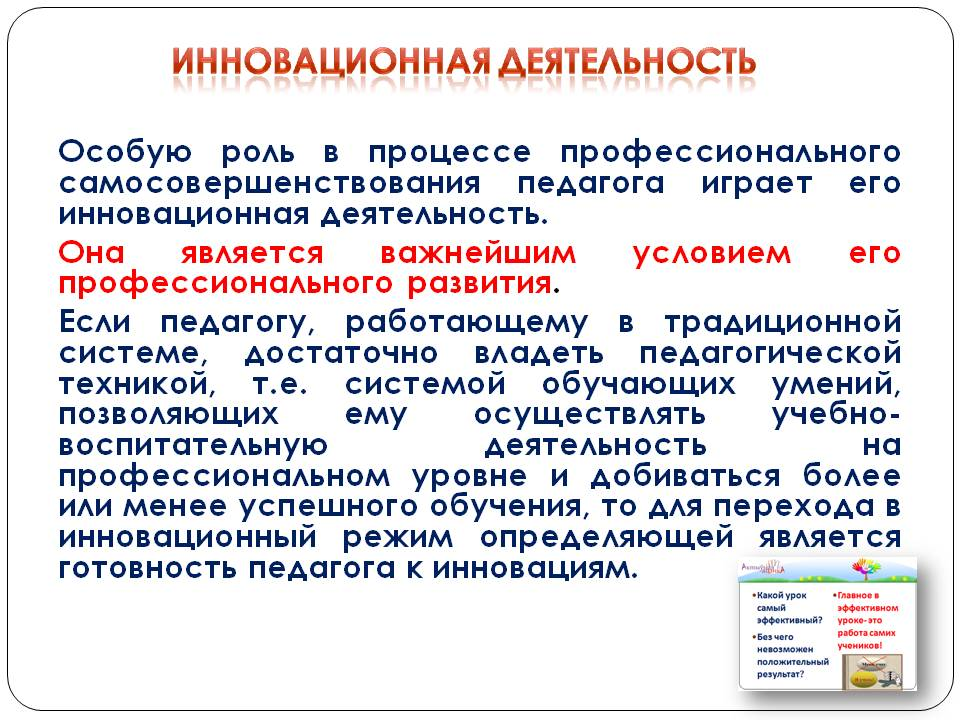 ИННОВАЦИОННАЯ ДЕЯТЕЛЬНОСТЬ
Особую роль в процессе профессионального
самосовершенствования педагога играет его
инновационная деятельность.
Она является важнейшим условием его
профессионального развития.
Если педагогу, работающему в традиционной
системе, достаточно владеть педагогической
техникой, т.е. системой обучающих умений,
позволяющих ему осуществлять учебно-
воспитательную деятельность на
профессиональном уровне и добиваться более
или менее успешного обучения, то для перехода в
инновационный режим определяющей является
готовность педагога к инновациям.
•Какой урок
самый
эффективный?
•Без чего
невозможен
положительный
результат?
•Главное в
эффективном
уроке- это
работа самих
учеников!